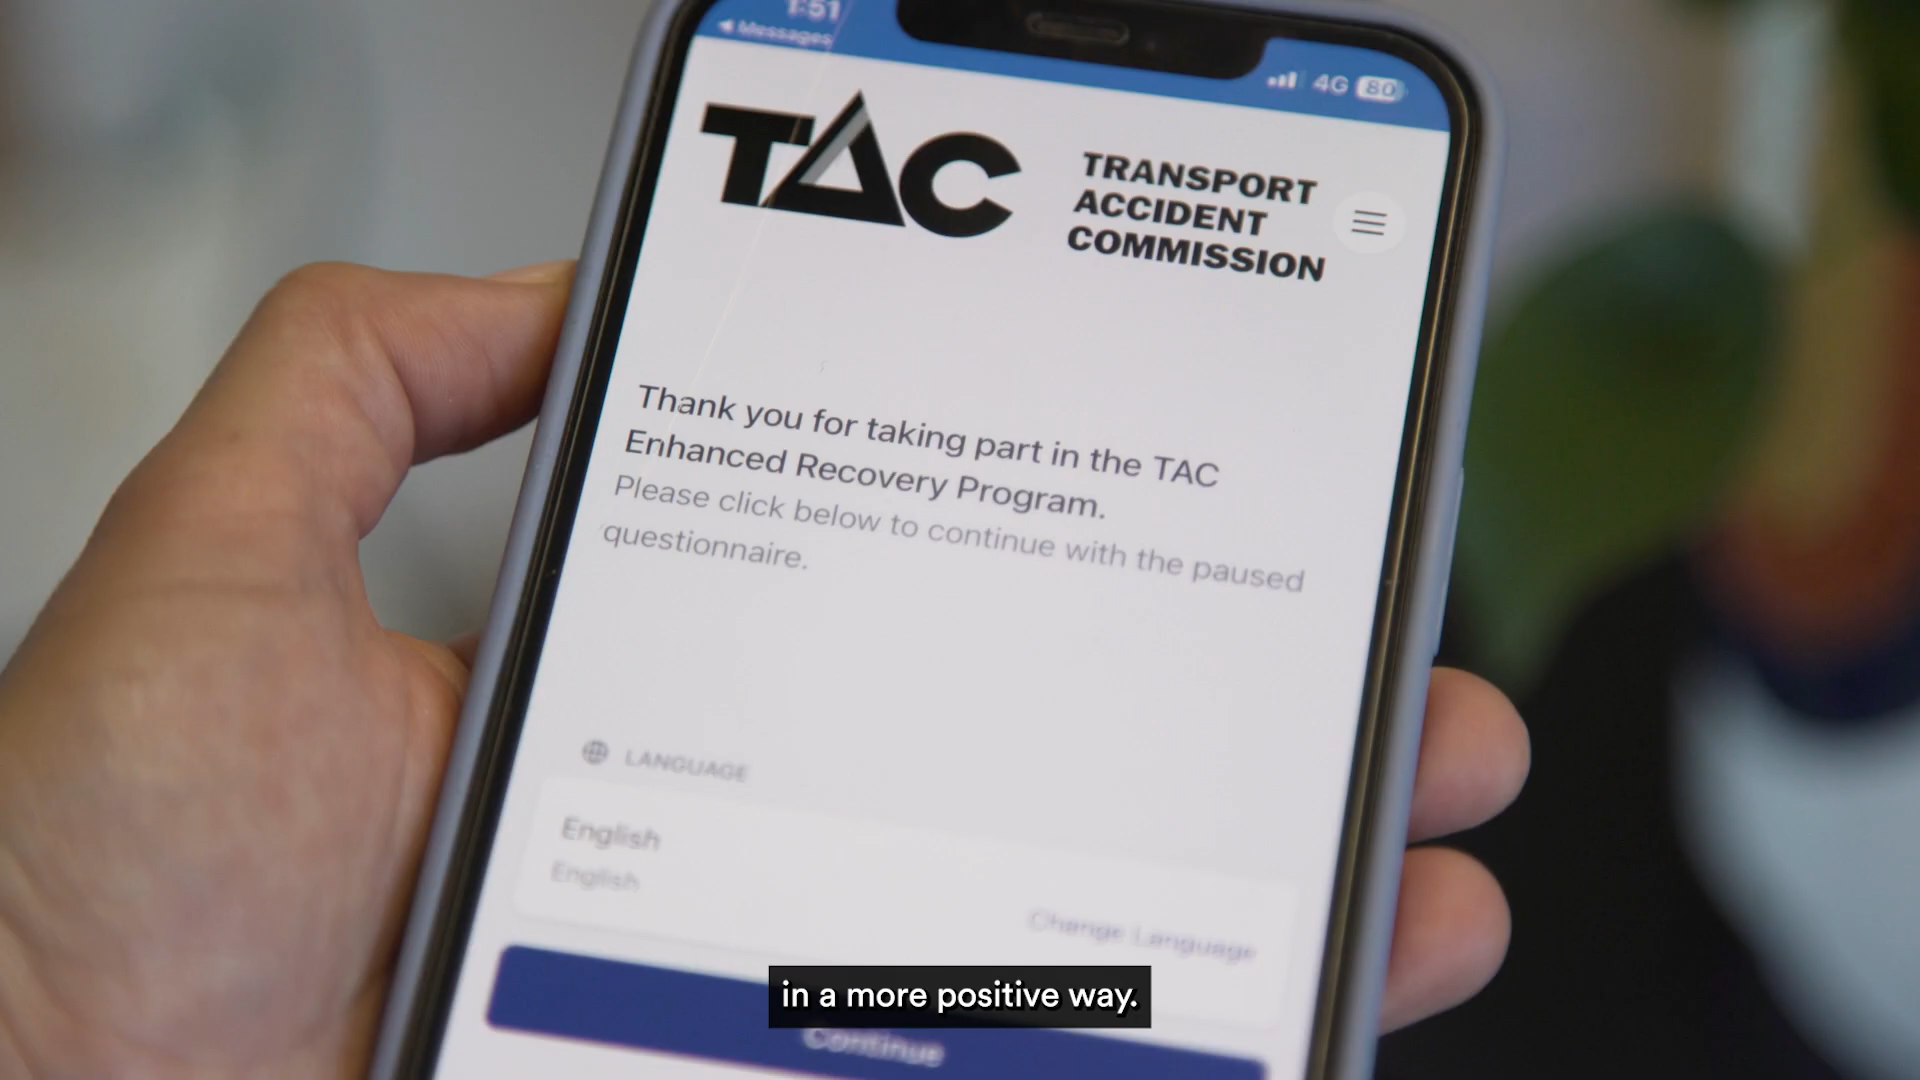 1:51
Messages
4G 80
TAC
TRANSPORT
ACCIDENT
COMMISSION
Thank you for taking part in the TAC
Enhanced Recovery Program.
Please click below to continue with the paused
questionnaire.
LANGUAGE
English
English
Change Language
in a more positive way.
Continue